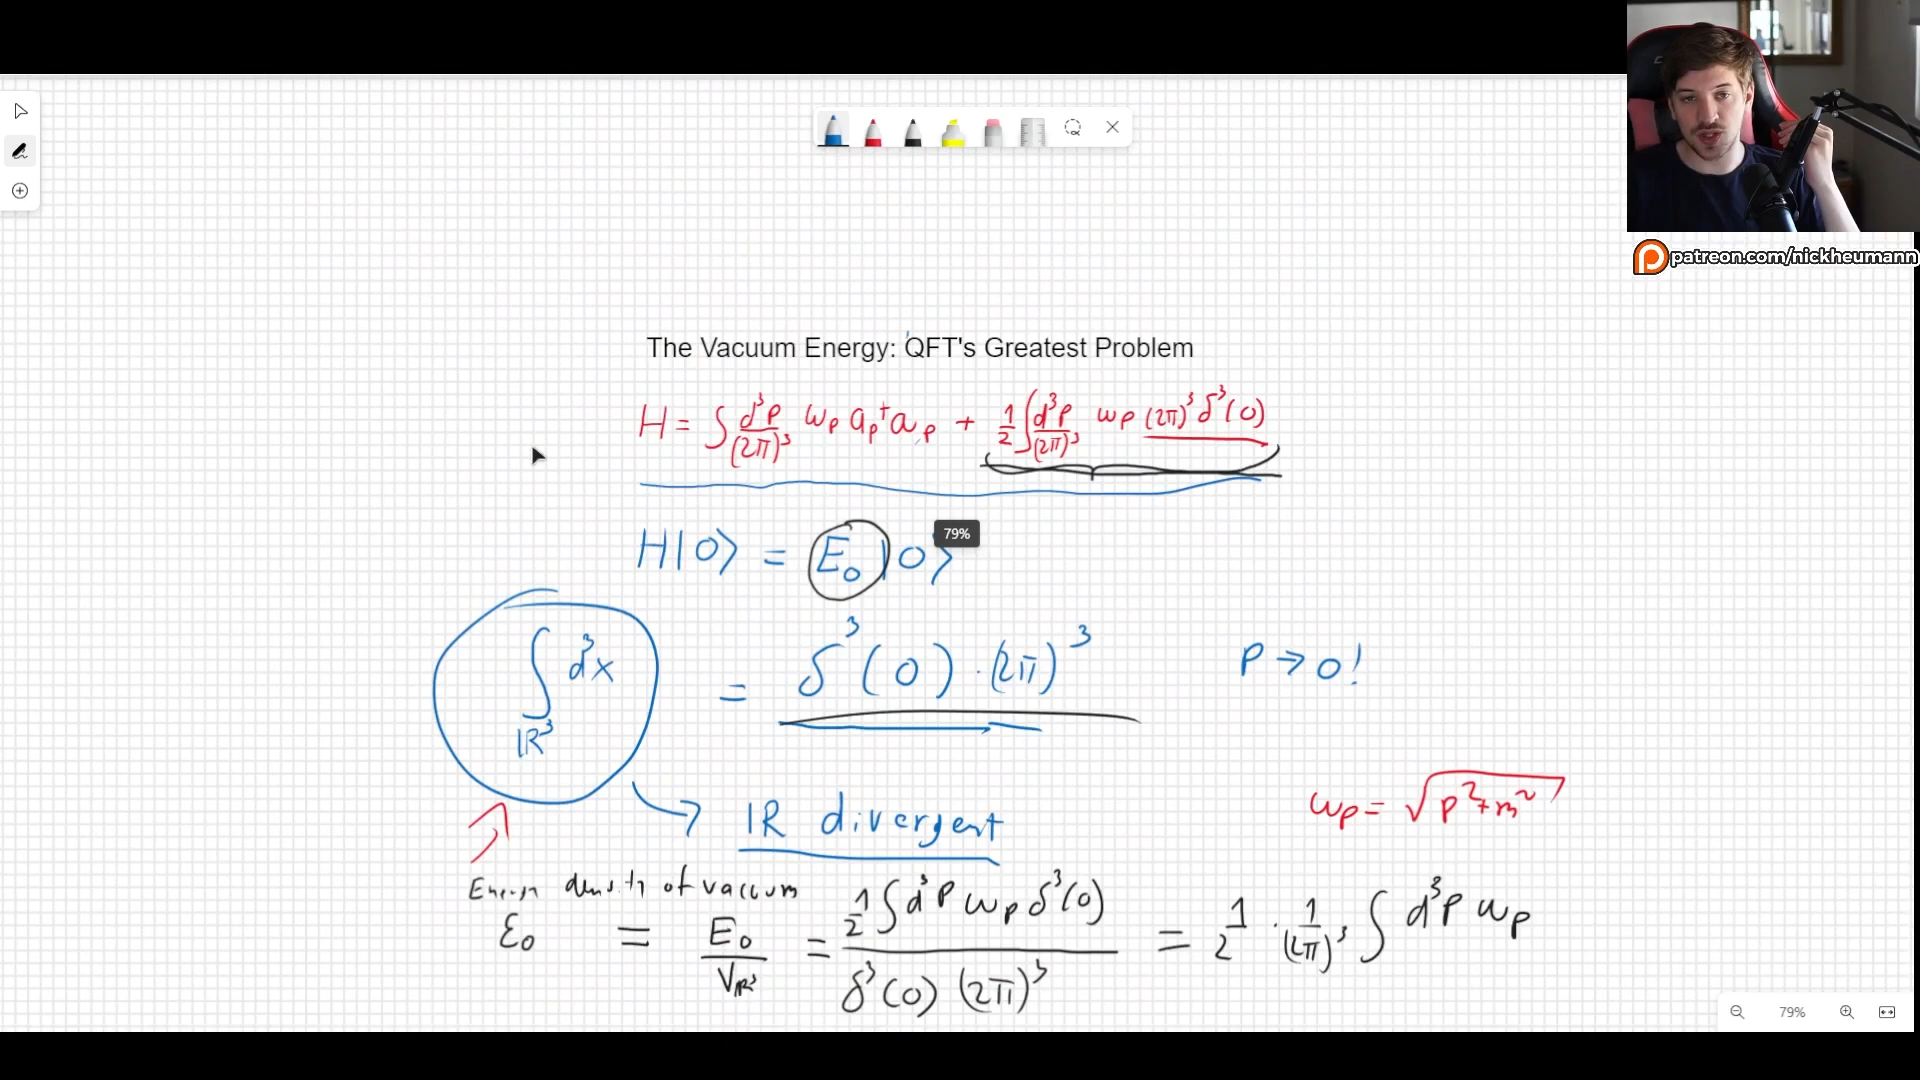 patreon.com/nickheumann
The Vacuum Energy: QFT's Greatest Problem
H = ∫ d³p/(2π)³ ωp ap†ap + 1/2 ∫ d³p/(2π)³ ωp (2π)³ δ³(0)
H|0⟩ = E₀|0⟩
79%
∫ℝ³ d³x = δ³(0)·(2π)³ p→0!
IR divergent
ωp = √p²+m²
Energy density of vacuum
ε₀ = E₀/Vℝ³ = 1/2 ∫ d³p ωp δ³(0) / δ³(0) (2π)³ = 1/2 · 1/(2π)³ ∫ d³p ωp
79%